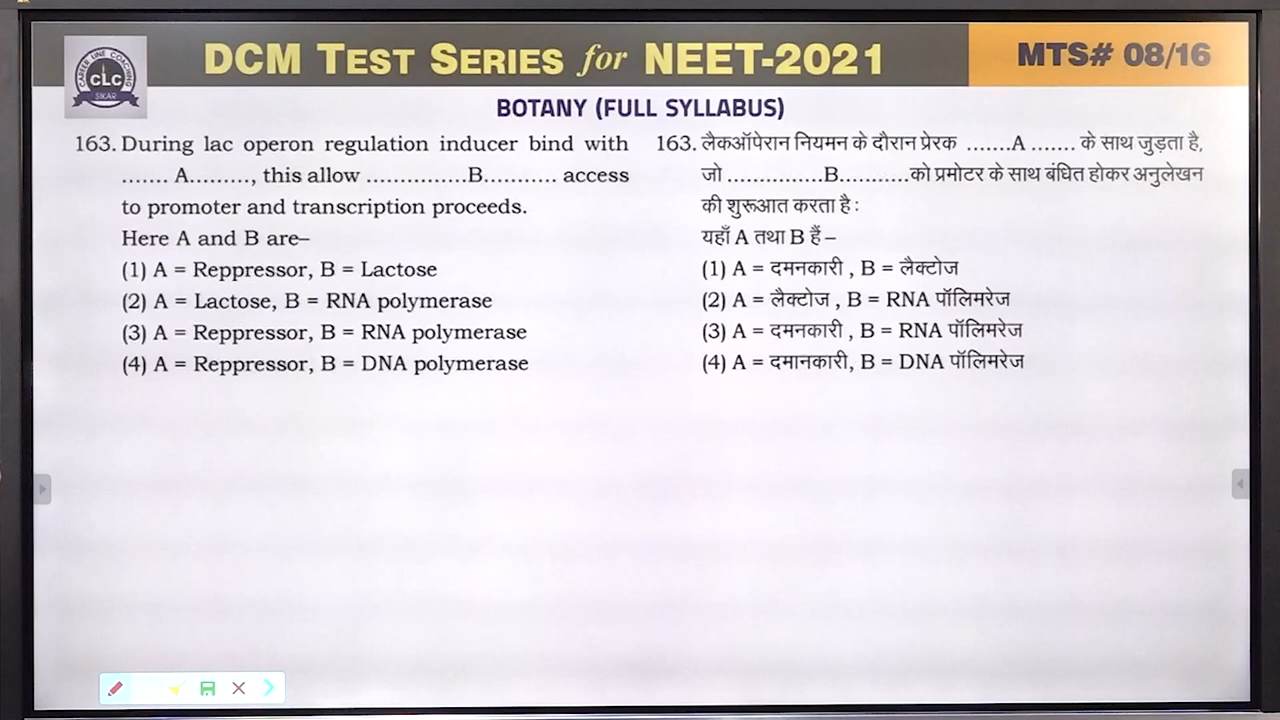 DCM TEST SERIES for NEET-2021
MTS# 08/16
CAREER LINE COACHING
CLC
SIKAR
BOTANY (FULL SYLLABUS)
163. During lac operon regulation inducer bind with
.......A........, this allow ..............B.......... access
to promoter and transcription proceeds.
Here A and B are–
(1) A = Reppressor, B = Lactose
(2) A = Lactose, B = RNA polymerase
(3) A = Reppressor, B = RNA polymerase
(4) A = Reppressor, B = DNA polymerase
163. लैकऑपेरान नियमन के दौरान प्रेरक .......A ....... के साथ जुड़ता है,
जो ..............B..........को प्रमोटर के साथ बंधित होकर अनुलेखन
की शुरूआत करता है :
यहाँ A तथा B हैं –
(1) A = दमनकारी , B = लैक्टोज
(2) A = लैक्टोज , B = RNA पॉलिमरेज
(3) A = दमनकारी , B = RNA पॉलिमरेज
(4) A = दमानकारी, B = DNA पॉलिमरेज